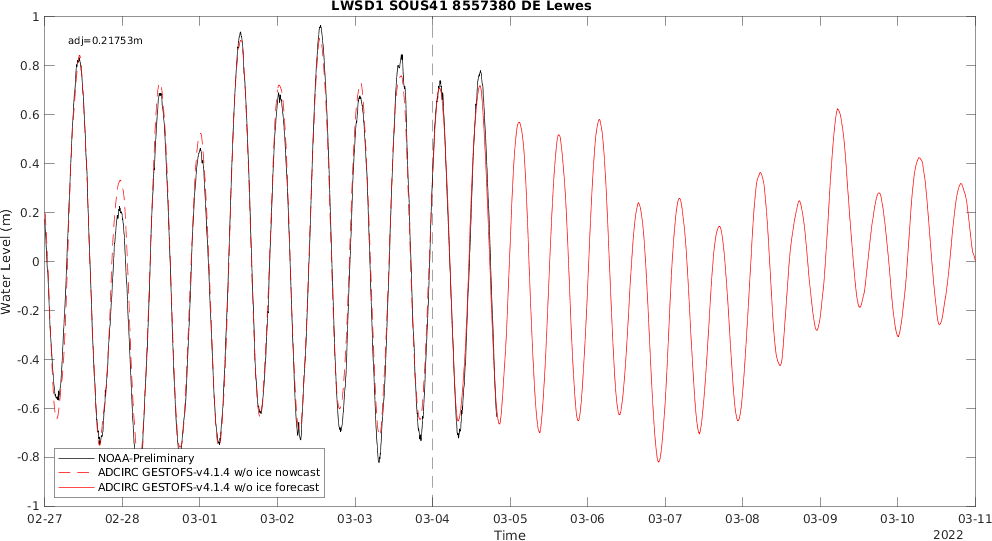 LWSD1 SOUS41 8557380 DE Lewes
adj=0.21753m
1
0.8
0.6
0.4
0.2
0
-0.2
-0.4
-0.6
-0.8
-1
Water Level (m)
NOAA-Preliminary
ADCIRC GESTOFS-v4.1.4 w/o ice nowcast
ADCIRC GESTOFS-v4.1.4 w/o ice forecast
02-27 02-28 03-01 03-02 03-03 03-04 03-05 03-06 03-07 03-08 03-09 03-10 03-11
Time
2022